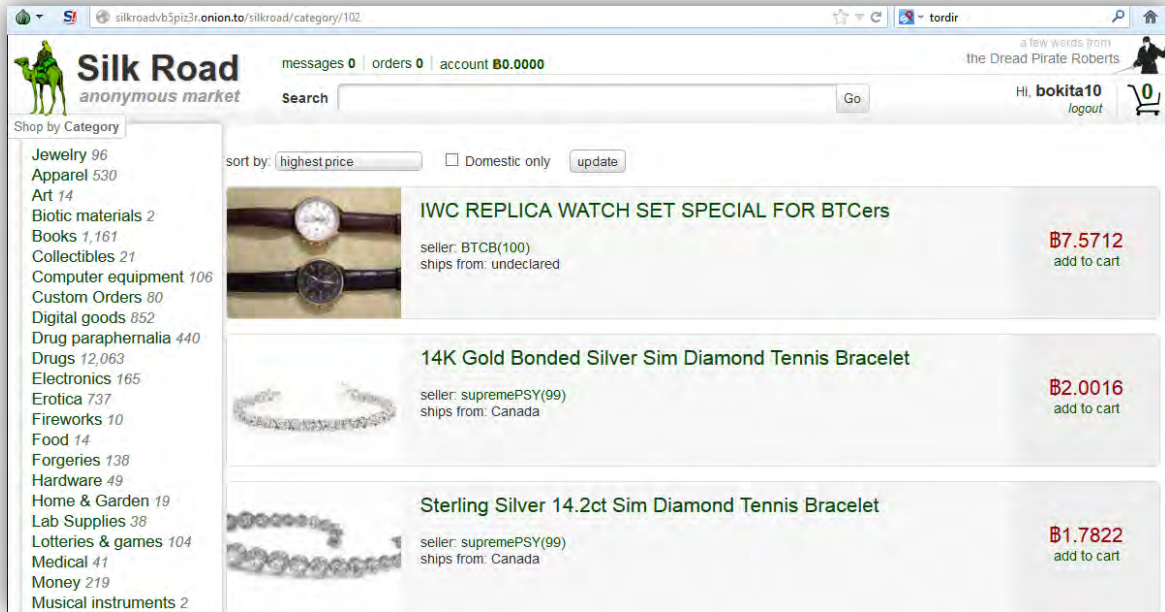 silkroadvb5piz3r.onion.to/silkroad/category/102
tordir
Silk Road
anonymous market
messages 0 orders 0 account ฿0.0000
a few words from
the Dread Pirate Roberts
Search
Go
Hi, bokita10
logout
0
Shop by Category
Jewelry 96
Apparel 530
Art 14
Biotic materials 2
Books 1,161
Collectibles 21
Computer equipment 106
Custom Orders 80
Digital goods 852
Drug paraphernalia 440
Drugs 12,063
Electronics 165
Erotica 737
Fireworks 10
Food 14
Forgeries 138
Hardware 49
Home & Garden 19
Lab Supplies 38
Lotteries & games 104
Medical 41
Money 219
Musical instruments 2
sort by: highest price Domestic only update
IWC REPLICA WATCH SET SPECIAL FOR BTCers
seller: BTCB(100)
ships from: undeclared
฿7.5712
add to cart
14K Gold Bonded Silver Sim Diamond Tennis Bracelet
seller: supremePSY(99)
ships from: Canada
฿2.0016
add to cart
Sterling Silver 14.2ct Sim Diamond Tennis Bracelet
seller: supremePSY(99)
ships from: Canada
฿1.7822
add to cart